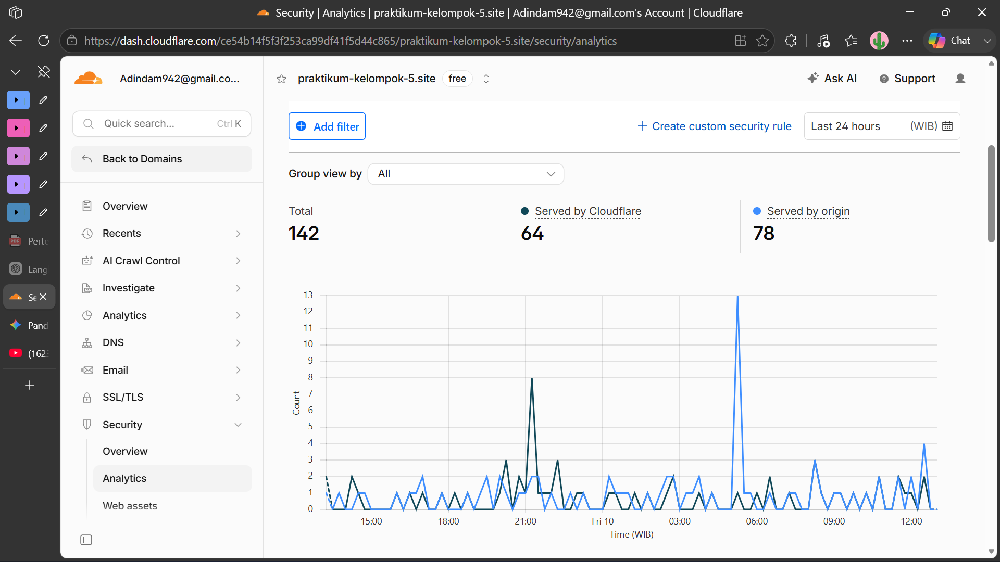 Security | Analytics | praktikum-kelompok-5.site | Adindam942@gmail.com's Account | Cloudflare
https://dash.cloudflare.com/ce54b14f5f3f253ca99df41f5d44c865/praktikum-kelompok-5.site/security/analytics
Chat
Perte
Lang
Se
Pand
(162
Adindam942@gmail.co...
Quick search... Ctrl K
Back to Domains
Overview
Recents
AI Crawl Control
Investigate
Analytics
DNS
Email
SSL/TLS
Security
Overview
Analytics
Web assets
praktikum-kelompok-5.site free
Ask AI
Support
Add filter
Create custom security rule
Last 24 hours (WIB)
Group view by All
Total
142
Served by Cloudflare
64
Served by origin
78
13
12
11
10
9
8
7
6
5
4
3
2
1
0
Count
15:00 18:00 21:00 Fri 10 03:00 06:00 09:00 12:00
Time (WIB)
PDF